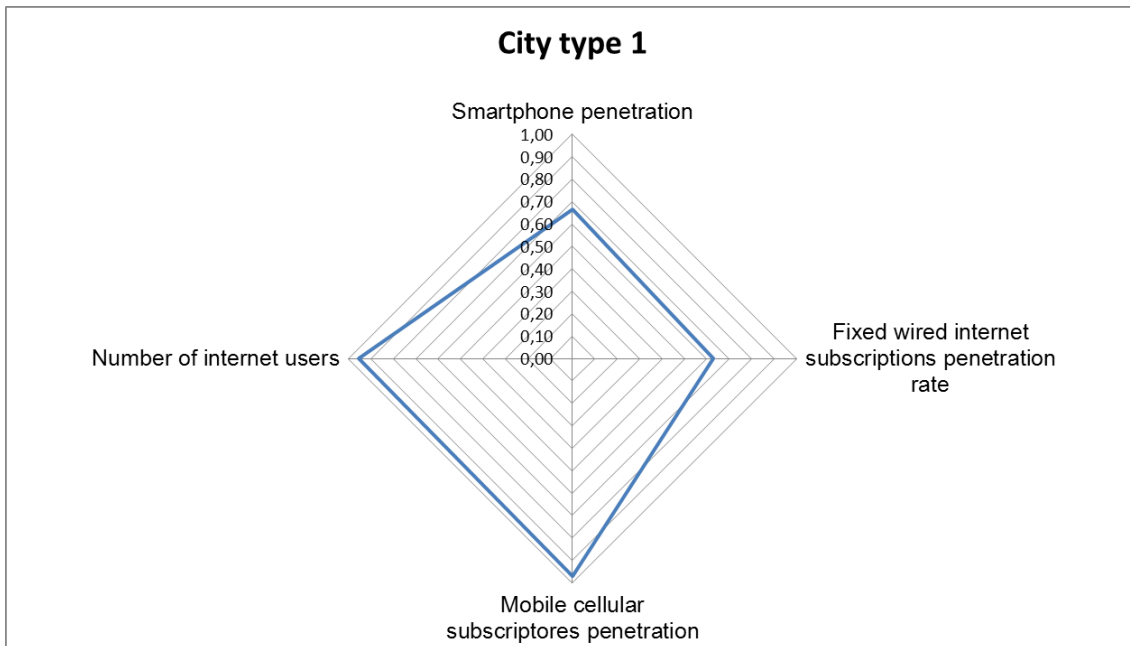 City type 1
Smartphone penetration
1,00
0,90
0,80
0,70
0,60
0,50
0,40
0,30
0,20
0,10
0,00
Number of internet users
Fixed wired internet
subscriptions penetration
rate
Mobile cellular
subscriptores penetration